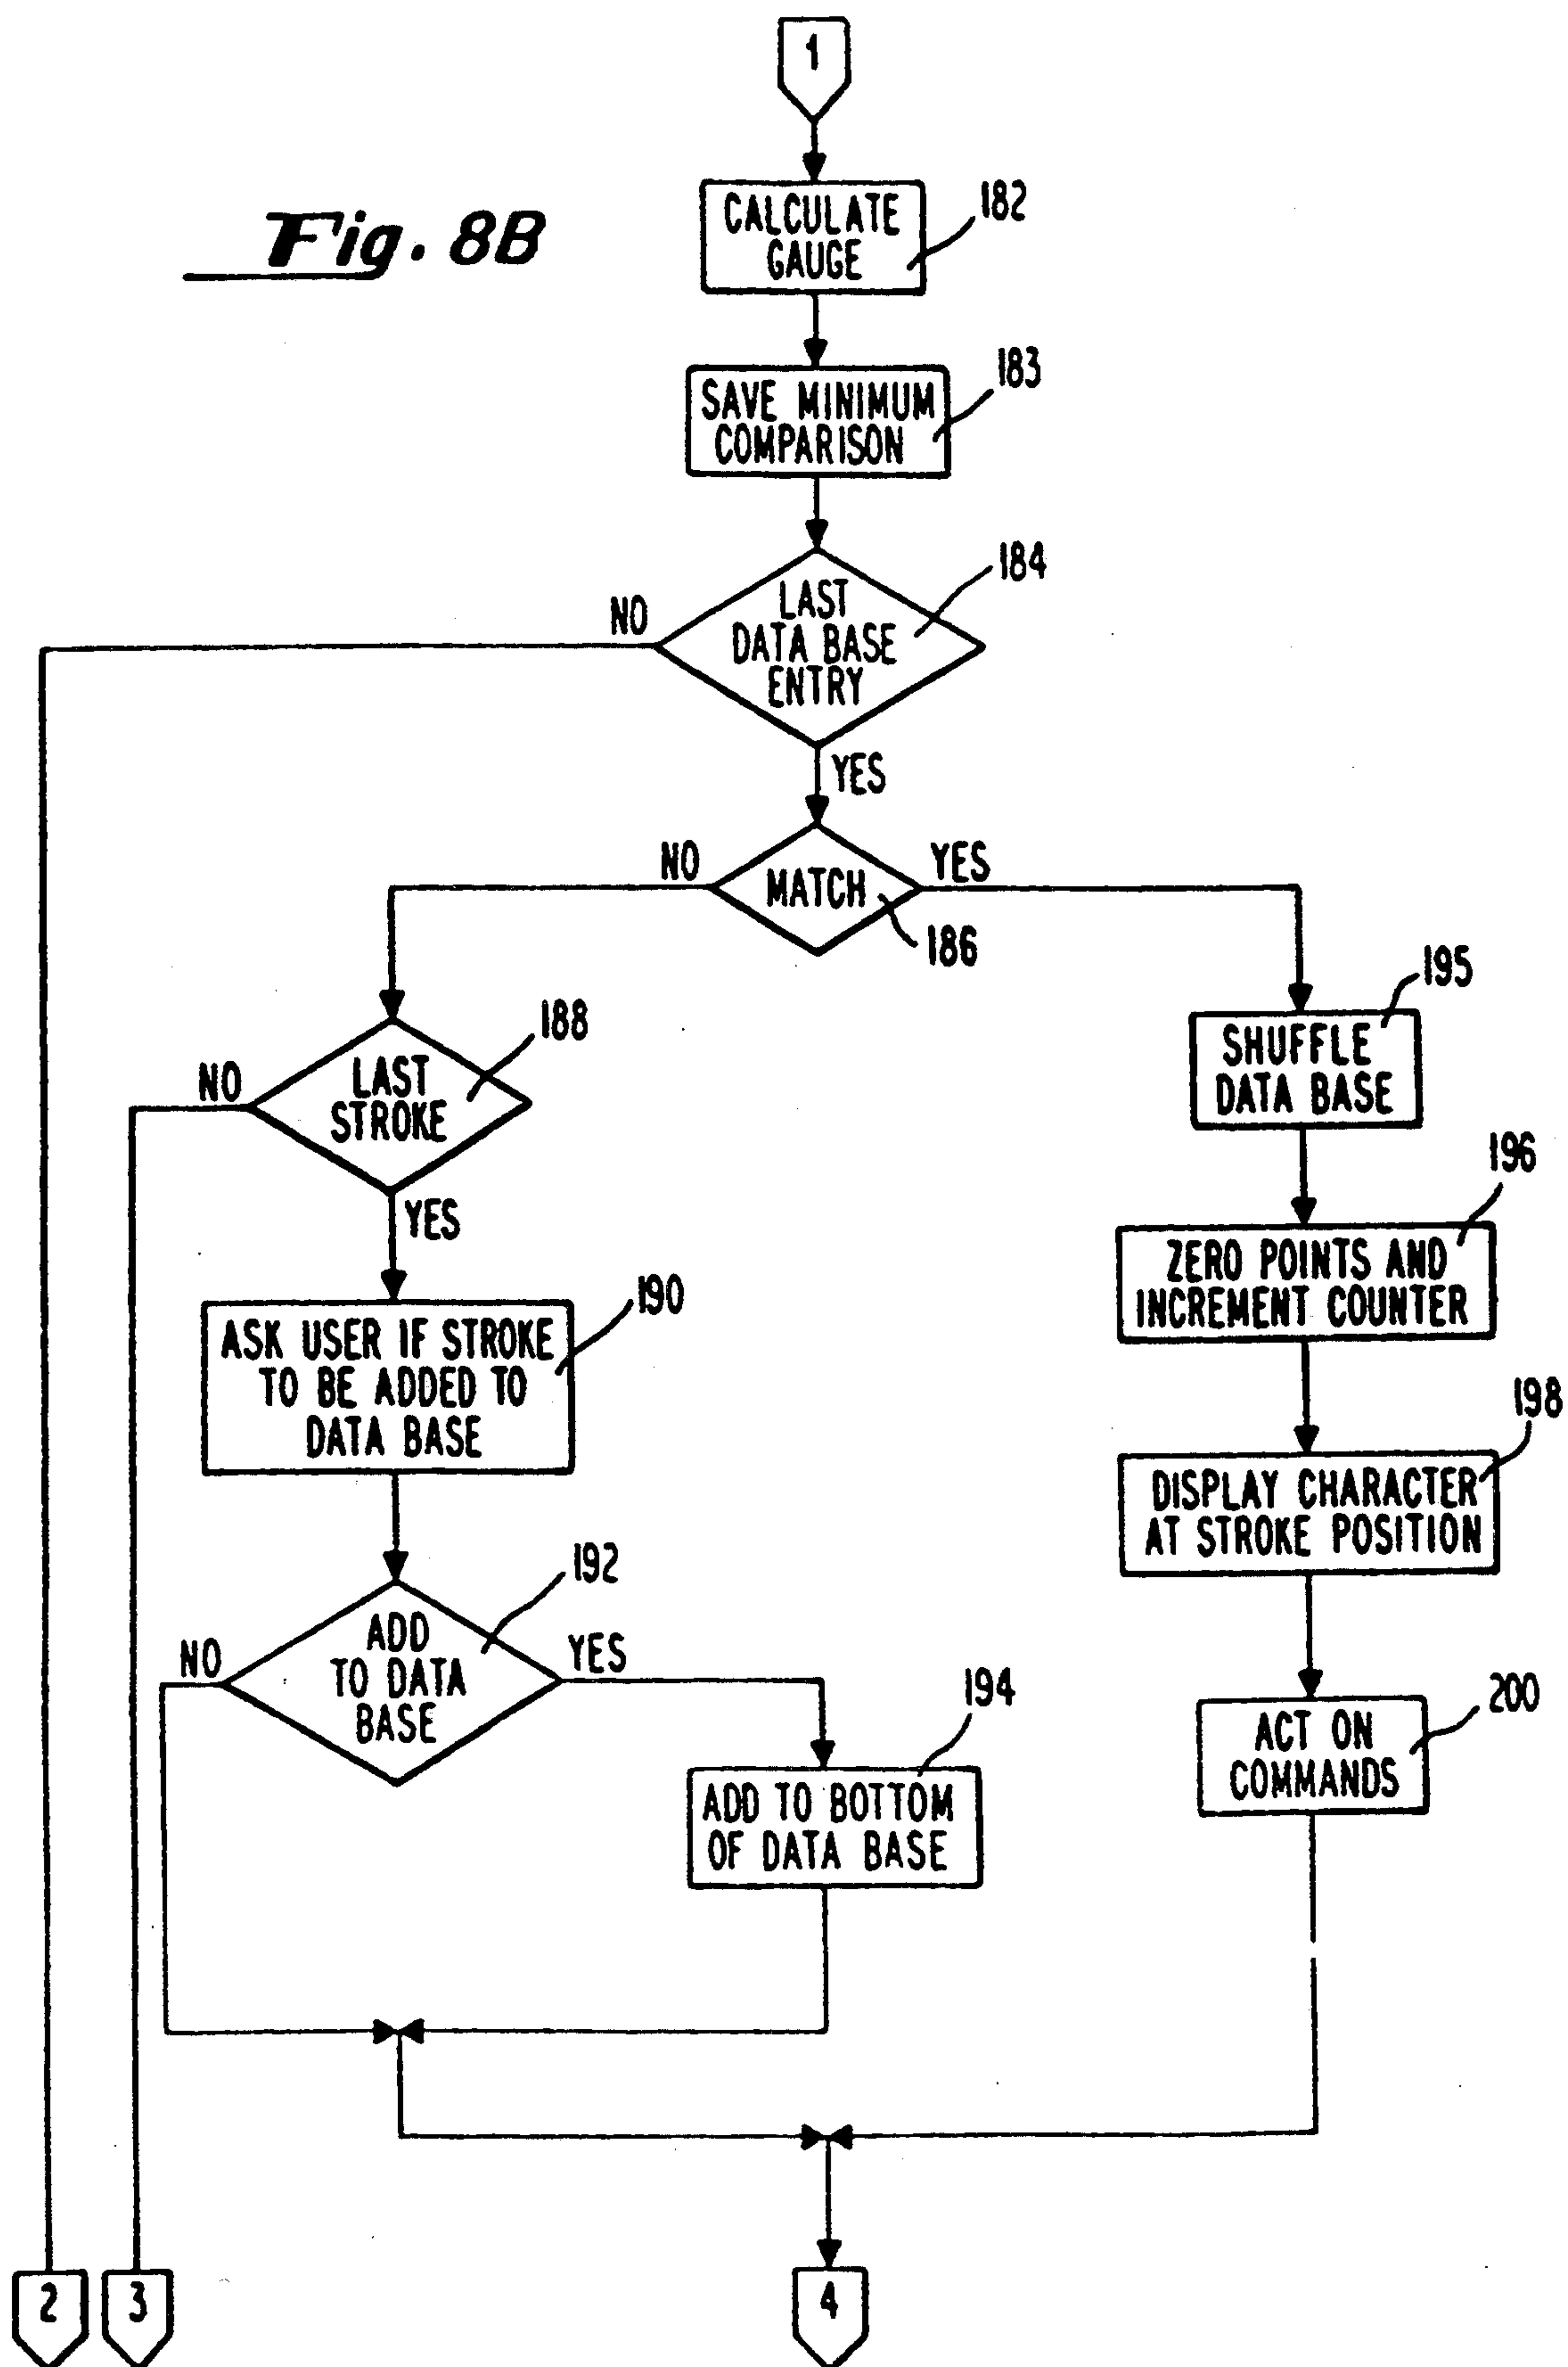 1
Fig. 8B
CALCULATE
GAUGE
182
SAVE MINIMUM
COMPARISON
183
LAST
DATA BASE
ENTRY
184
NO
YES
MATCH
186
NO
YES
LAST
STROKE
188
NO
YES
SHUFFLE
DATA BASE
195
ZERO POINTS AND
INCREMENT COUNTER
196
ASK USER IF STROKE
TO BE ADDED TO
DATA BASE
190
DISPLAY CHARACTER
AT STROKE POSITION
198
ADD
TO DATA
BASE
192
NO
YES
ADD TO BOTTOM
OF DATA BASE
194
ACT ON
COMMANDS
200
2
3
4